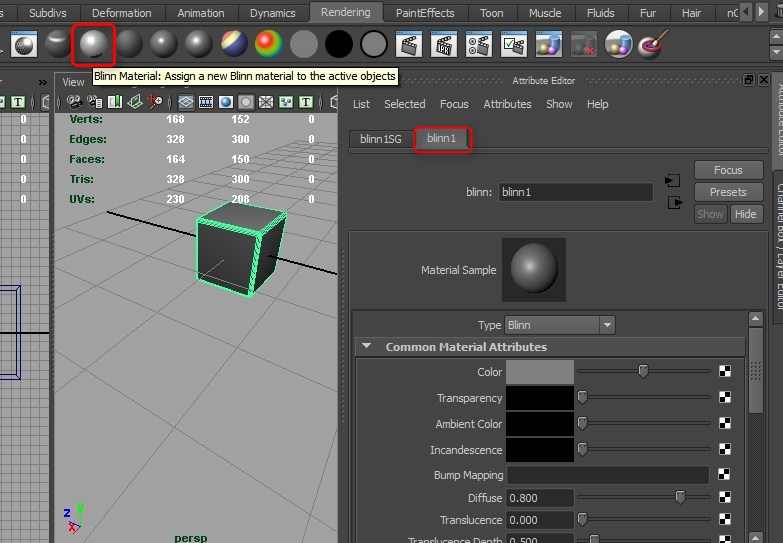 Subdivs Deformation Animation Dynamics Rendering PaintEffects Toon Muscle Fluids Fur Hair
Blinn Material: Assign a new Blinn material to the active objects
View
Attribute Editor
List Selected Focus Attributes Show Help
Verts: 168 152 0
Edges: 328 300 0
Faces: 164 150 0
Tris: 328 300 0
UVs: 230 208 0
0
0
0
0
0
blinn1SG blinn1
Focus
blinn: blinn1
Presets
Show Hide
Material Sample
Type Blinn
Common Material Attributes
Color
Transparency
Ambient Color
Incandescence
Bump Mapping
Diffuse 0.800
Translucence 0.000
Translucence Depth 0.500
z y x
persp
Attribute Editor
Channel Box / Layer Editor